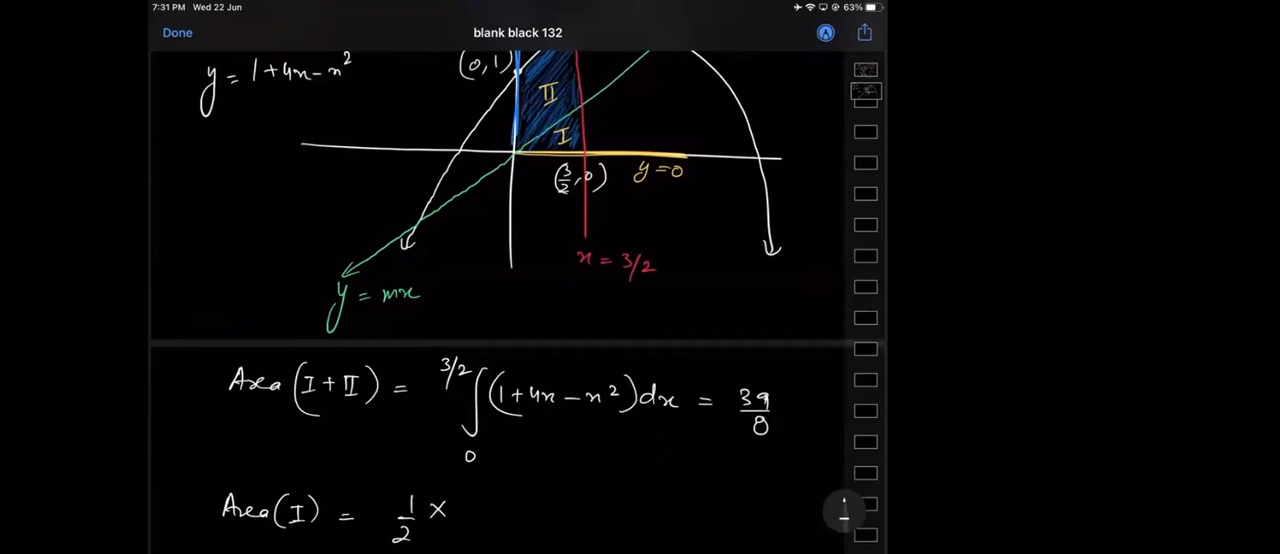 7:31 PM Wed 22 Jun
63%
Done
blank black 132
y = 1 + 4x - x²
(0, 1)
II
I
(3/2, 0)
y = 0
x = 3/2
y = mx
Area (I + II) = ∫₀^{3/2} (1 + 4x - x²) dx = 39/8
Area (I) = 1/2 ×